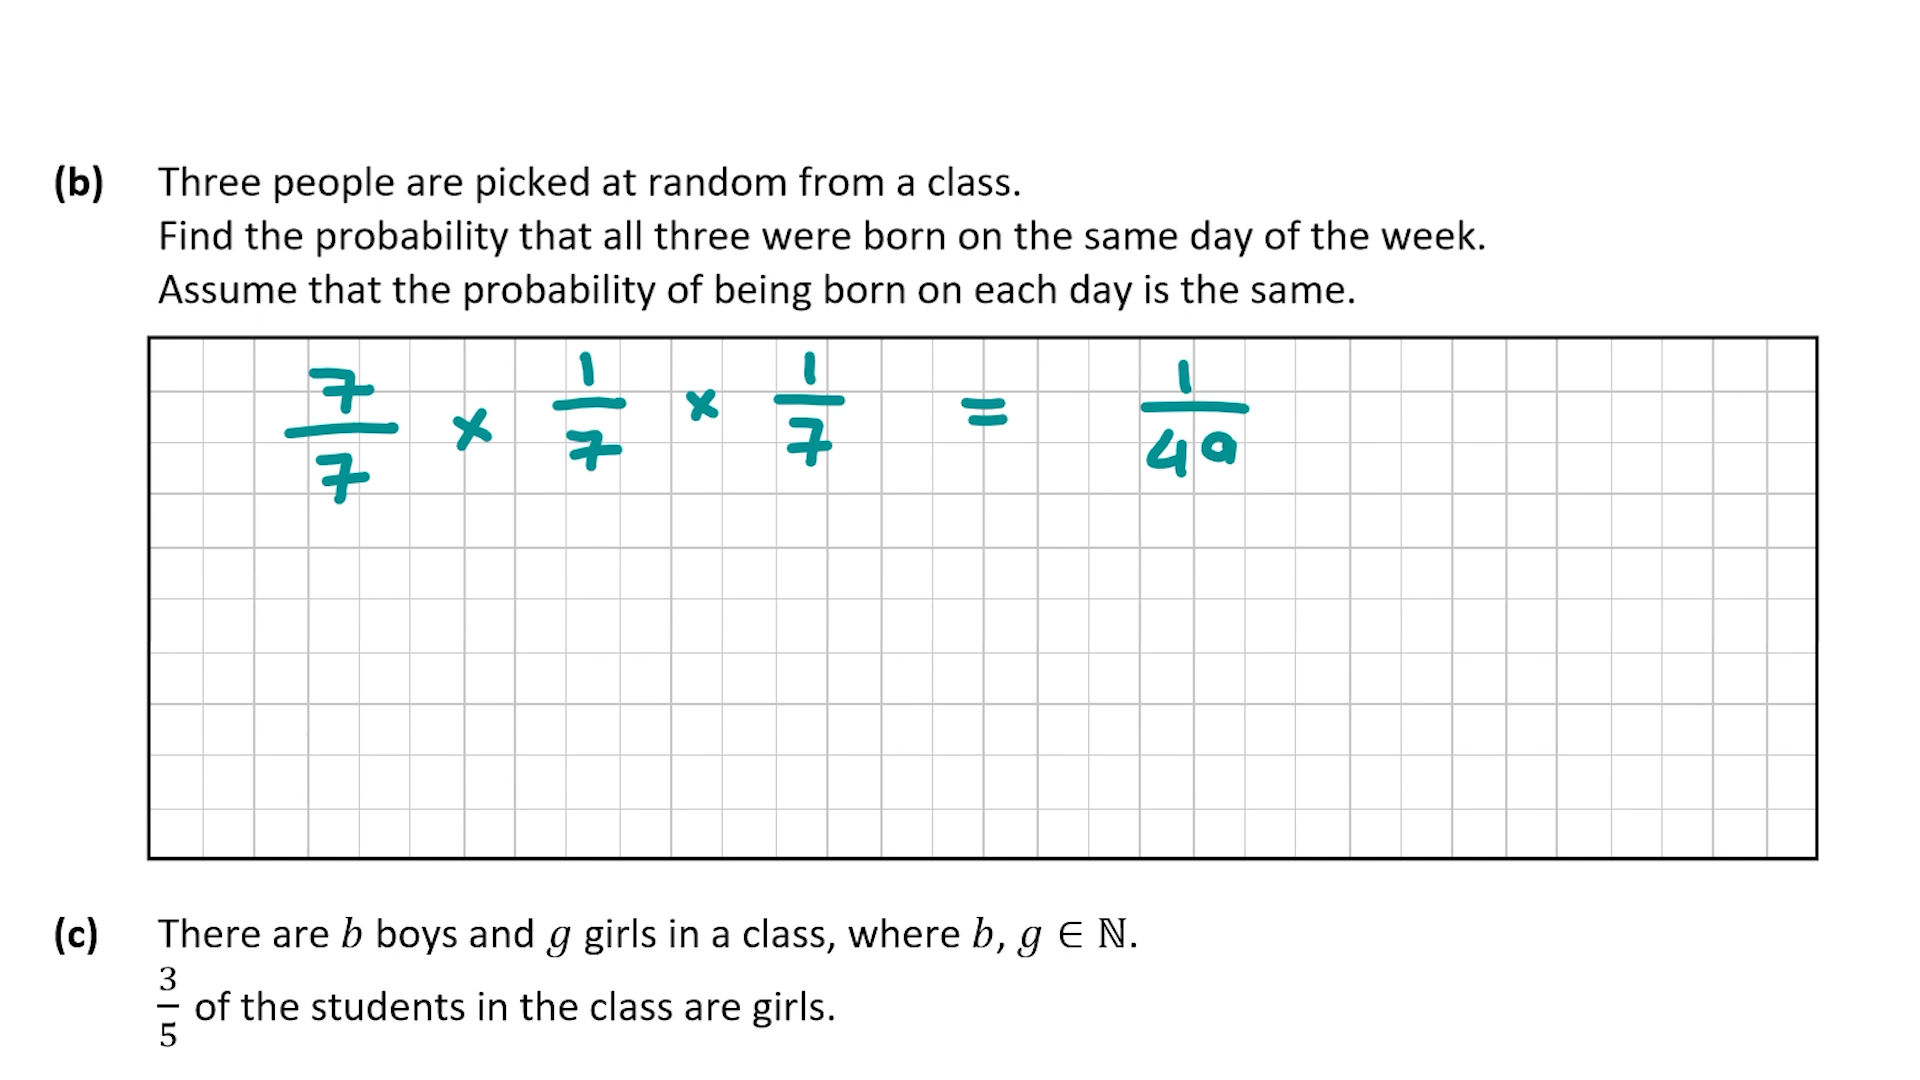 (b) Three people are picked at random from a class.
Find the probability that all three were born on the same day of the week.
Assume that the probability of being born on each day is the same.
7/7 × 1/7 × 1/7 = 1/49
(c) There are b boys and g girls in a class, where b, g ∈ ℕ.
3/5 of the students in the class are girls.